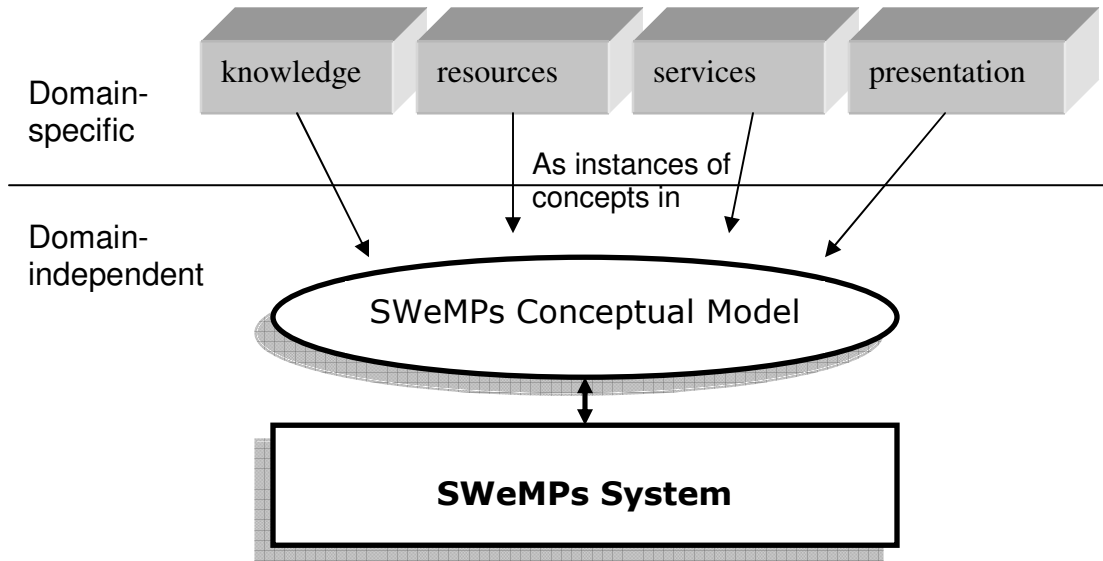 knowledge
resources
services
presentation
Domain-
specific
As instances of
concepts in
Domain-
independent
SWeMPs Conceptual Model
SWeMPs System